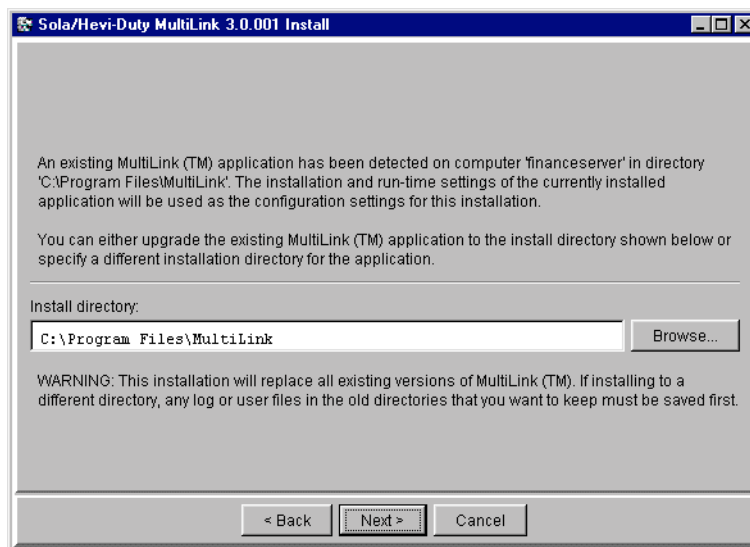 Sola/Hevi-Duty MultiLink 3.0.001 Install
An existing MultiLink (TM) application has been detected on computer 'financeserver' in directory
'C:\Program Files\MultiLink'. The installation and run-time settings of the currently installed
application will be used as the configuration settings for this installation.
You can either upgrade the existing MultiLink (TM) application to the install directory shown below or
specify a different installation directory for the application.
Install directory:
C:\Program Files\MultiLink
Browse...
WARNING: This installation will replace all existing versions of MultiLink (TM). If installing to a
different directory, any log or user files in the old directories that you want to keep must be saved first.
< Back
Next >
Cancel